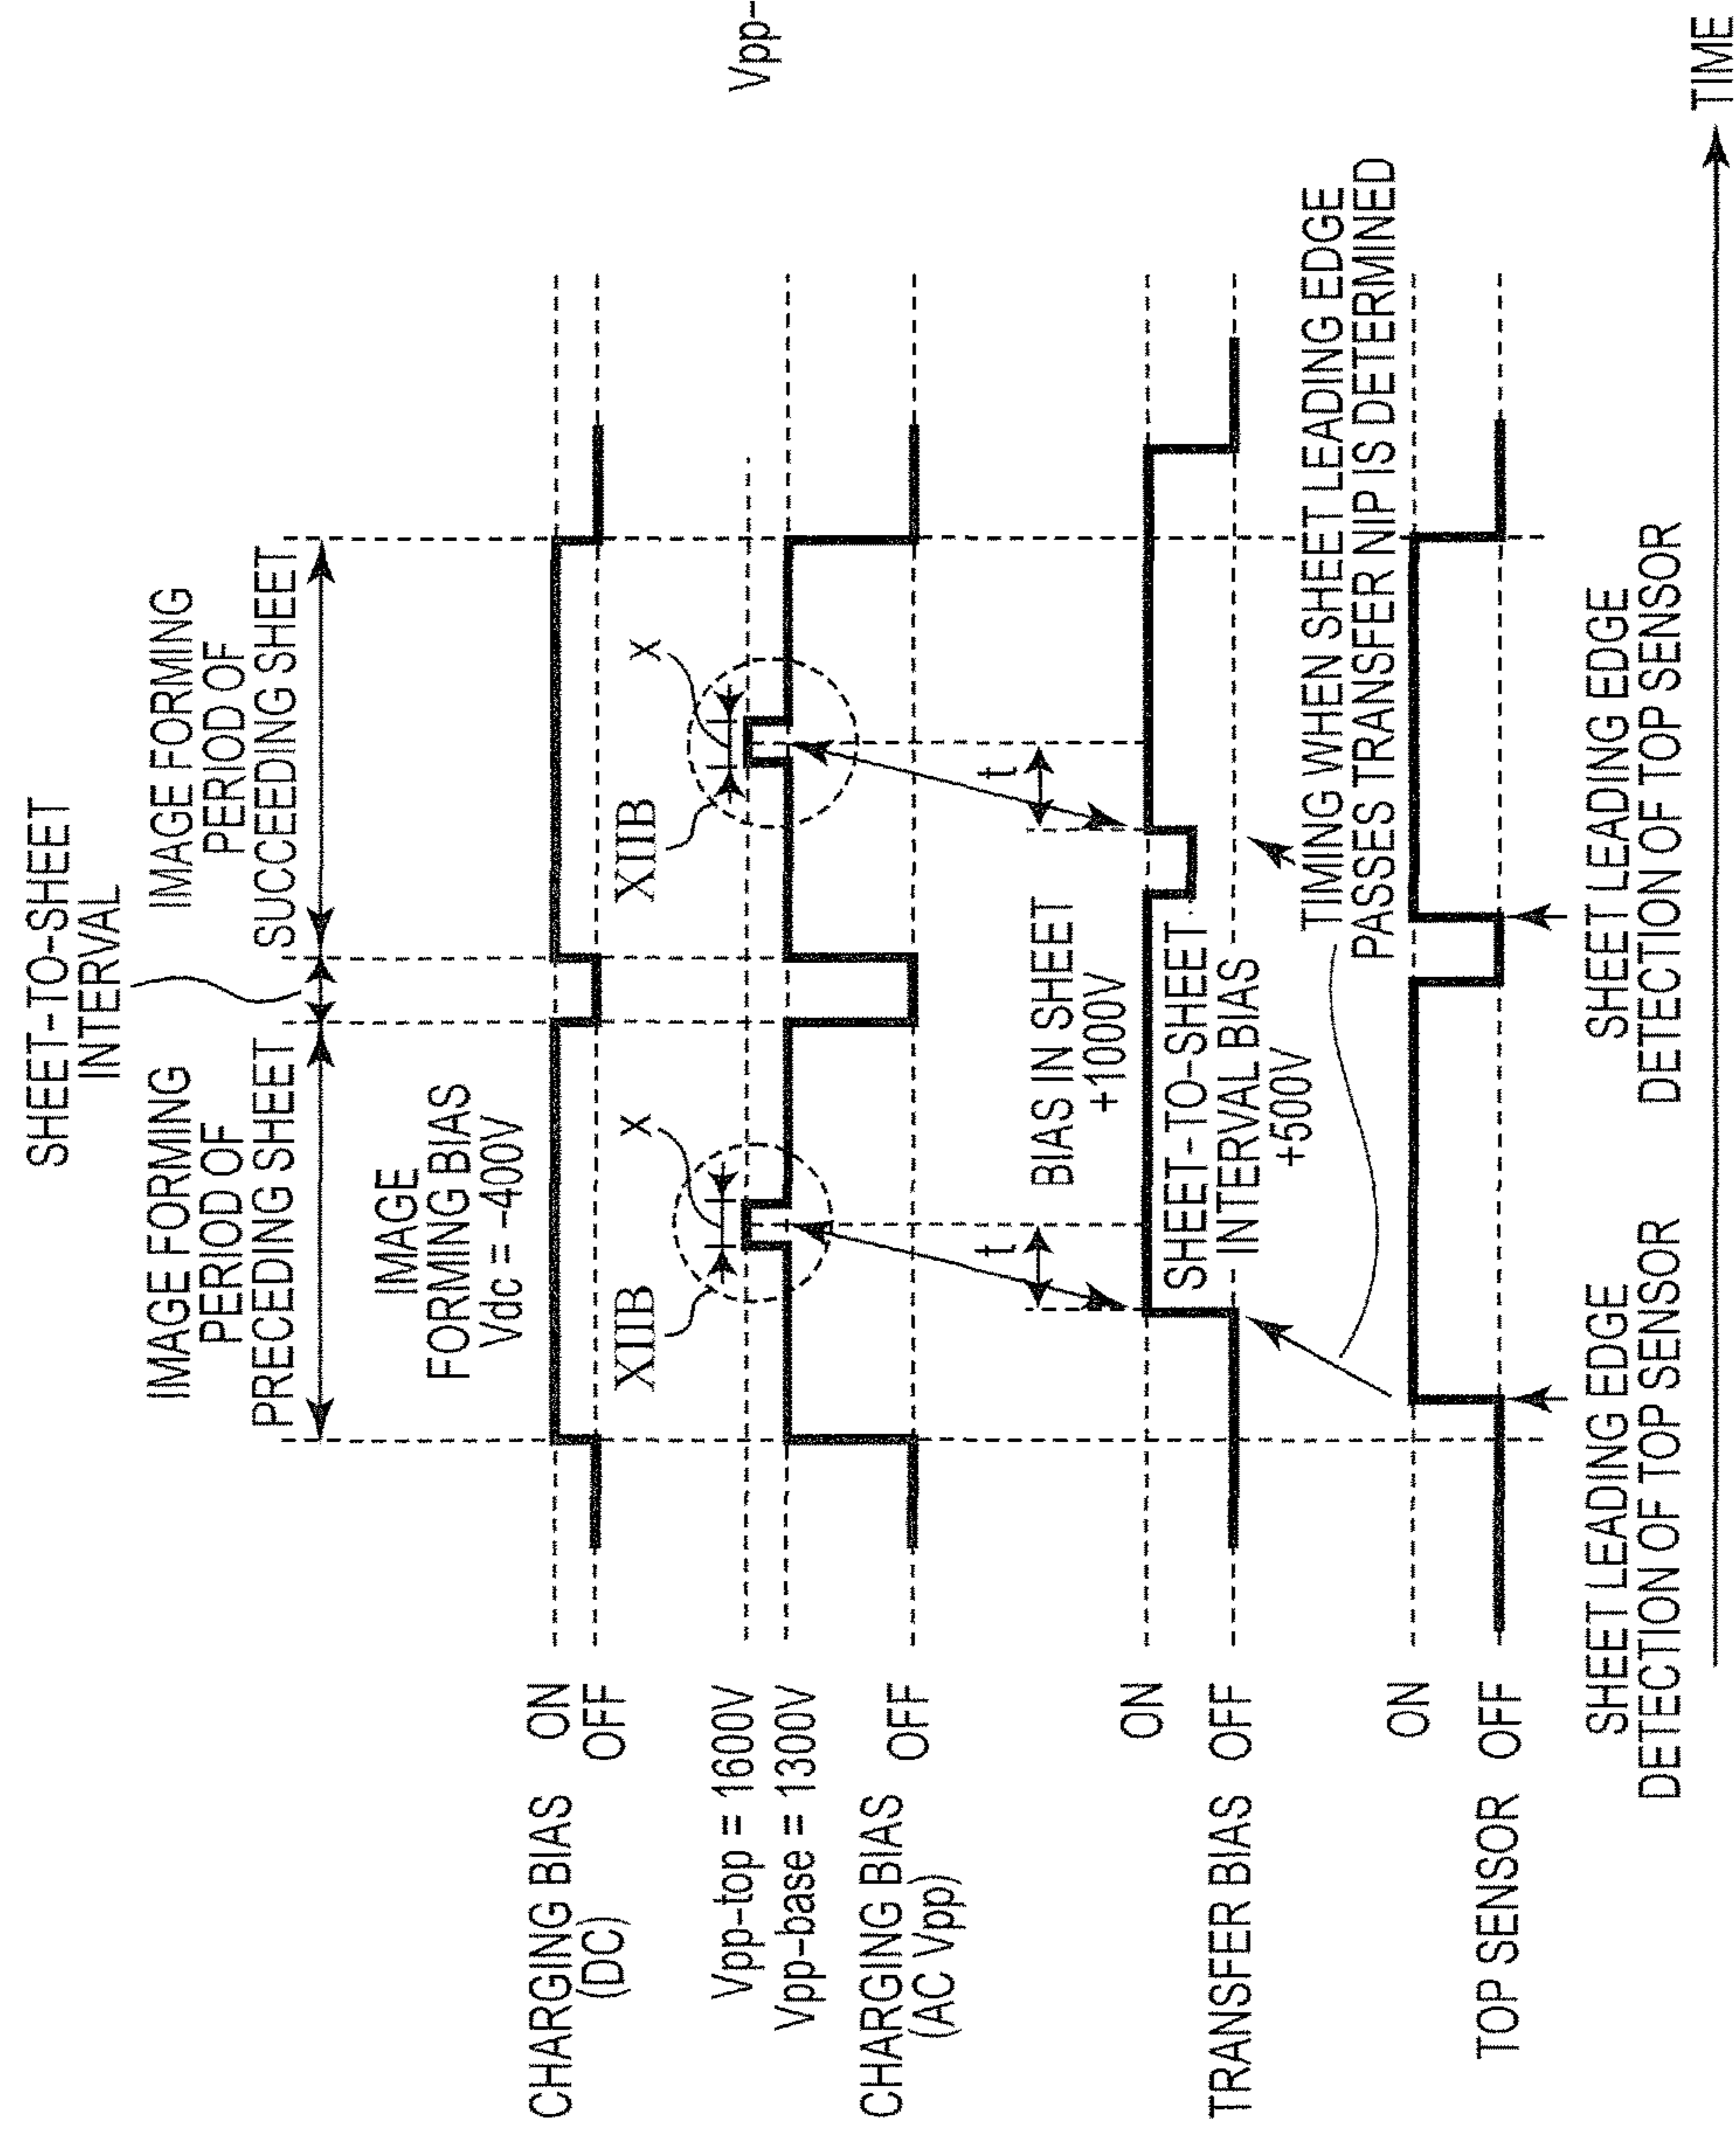 SHEET-TO-SHEET
INTERVAL
IMAGE FORMING
PERIOD OF
PRECEDING SHEET
IMAGE FORMING
PERIOD OF
SUCCEEDING SHEET
CHARGING BIAS
(DC)
ON
OFF
IMAGE
FORMING BIAS
Vdc = -400V
Vpp-top = 1600V
Vpp-base = 1300V
CHARGING BIAS
(AC Vpp)
OFF
XIIB
x
XIIB
x
Vpp-
t
t
TRANSFER BIAS
ON
OFF
BIAS IN SHEET
+1000V
SHEET-TO-SHEET
INTERVAL BIAS
+500V
TIMING WHEN SHEET LEADING EDGE
PASSES TRANSFER NIP IS DETERMINED
TOP SENSOR
ON
OFF
SHEET LEADING EDGE
DETECTION OF TOP SENSOR
SHEET LEADING EDGE
DETECTION OF TOP SENSOR
TIME